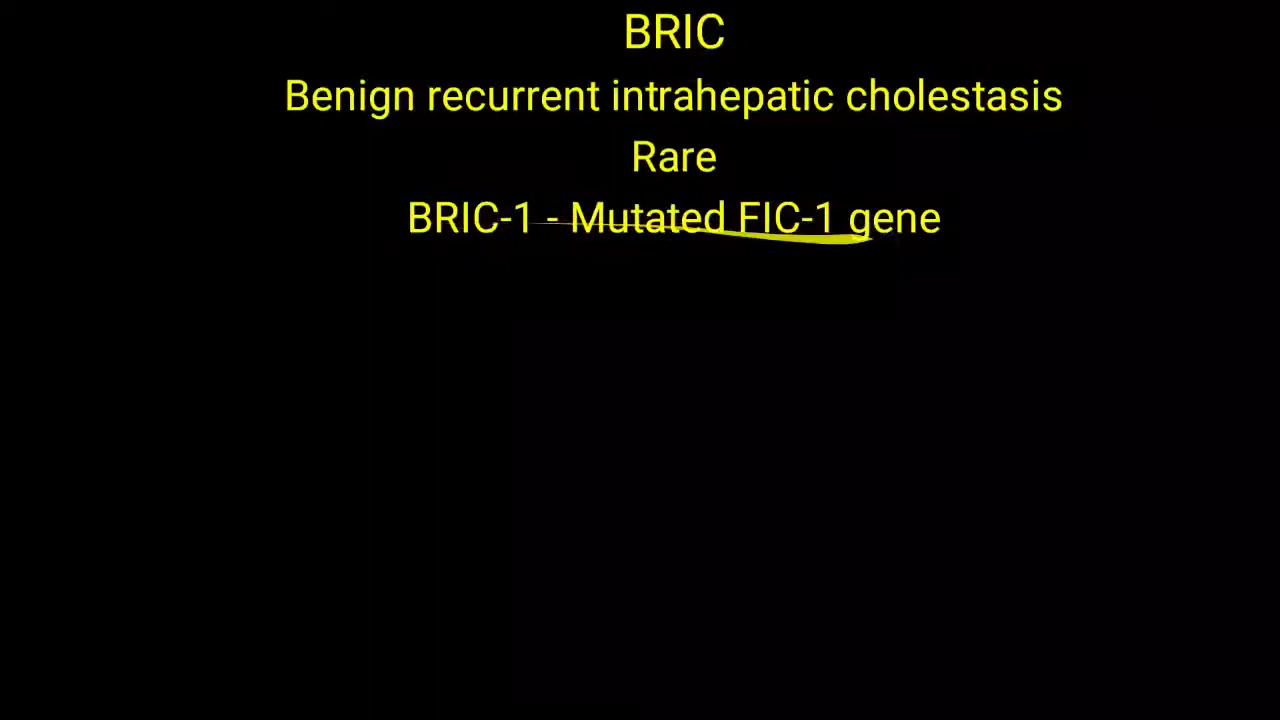 BRIC
Benign recurrent intrahepatic cholestasis
Rare
BRIC-1 - Mutated FIC-1 gene